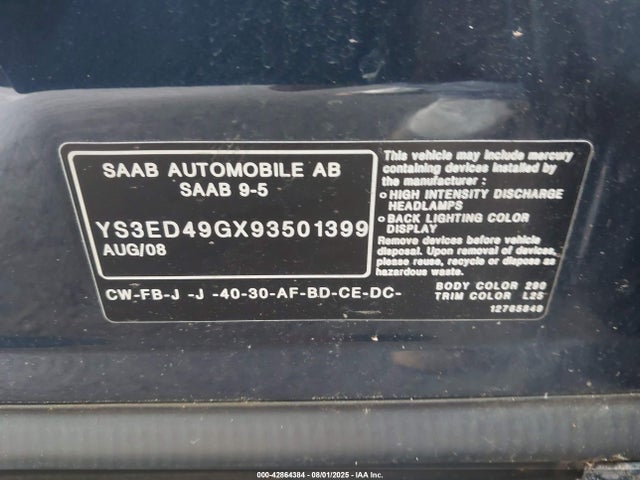 SAAB AUTOMOBILE AB
SAAB 9-5
YS3ED49GX93501399
AUG/08
CW-FB-J -J -40-30-AF-BD-CE-DC-
This vehicle may include mercury
containing devices installed by
the manufacturer :
○ HIGH INTENSITY DISCHARGE
HEADLAMPS
○ BACK LIGHTING COLOR
DISPLAY
Remove devices before vehicle
disposal. Upon removal of devices,
please reuse, recycle or dispose as
hazardous waste.
BODY COLOR 290
TRIM COLOR L25
12765849
000-42864384 - 08/01/2025 - IAA Inc.